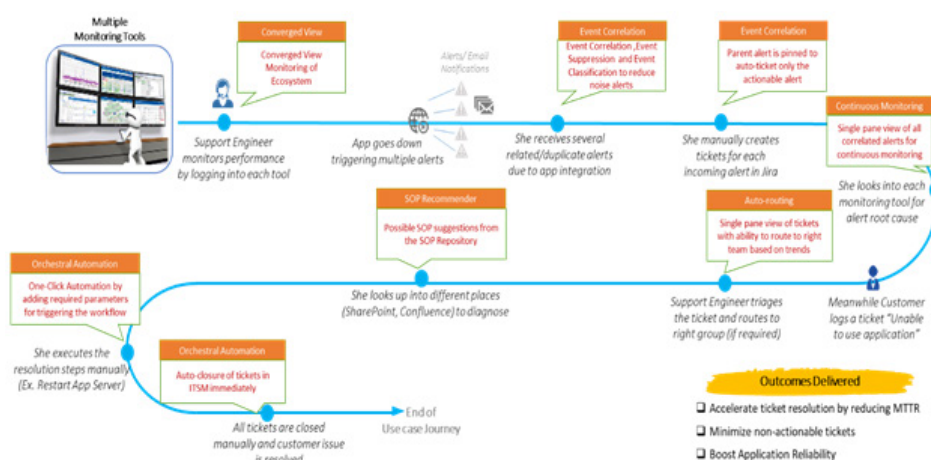 Multiple
Monitoring Tools
Converged View
Converged View
Monitoring of
Ecosystem
Support Engineer
monitors performance
by logging into each tool
Alerts/ Email
Notifications
App goes down
triggering multiple alerts
Event Correlation
Event Correlation ,Event
Suppression and Event
Classification to reduce
noise alerts
She receives several
related/duplicate alerts
due to app integration
Event Correlation
Parent alert is pinned to
auto-ticket only the
actionable alert
She manually creates
tickets for each
incoming alert in Jira
Continuous Monitoring
Single pane view of all
correlated alerts for
continuous monitoring
She looks into each
monitoring tool for
alert root cause
Meanwhile Customer
logs a ticket "Unable
to use application"
Auto-routing
Single pane view of tickets
with ability to route to right
team based on trends
Support Engineer triages
the ticket and routes to
right group (if required)
SOP Recommender
Possible SOP suggestions from
the SOP Repository
She looks up into different places
(SharePoint, Confluence) to diagnose
Orchestral Automation
One-Click Automation by
adding required parameters
for triggering the workflow
She executes the
resolution steps manually
(Ex. Restart App Server)
Orchestral Automation
Auto-closure of tickets in
ITSM immediately
All tickets are closed
manually and customer issue
is resolved
End of
Use case Journey
Outcomes Delivered
Accelerate ticket resolution by reducing MTTR
Minimize non-actionable tickets
Boost Application Reliability